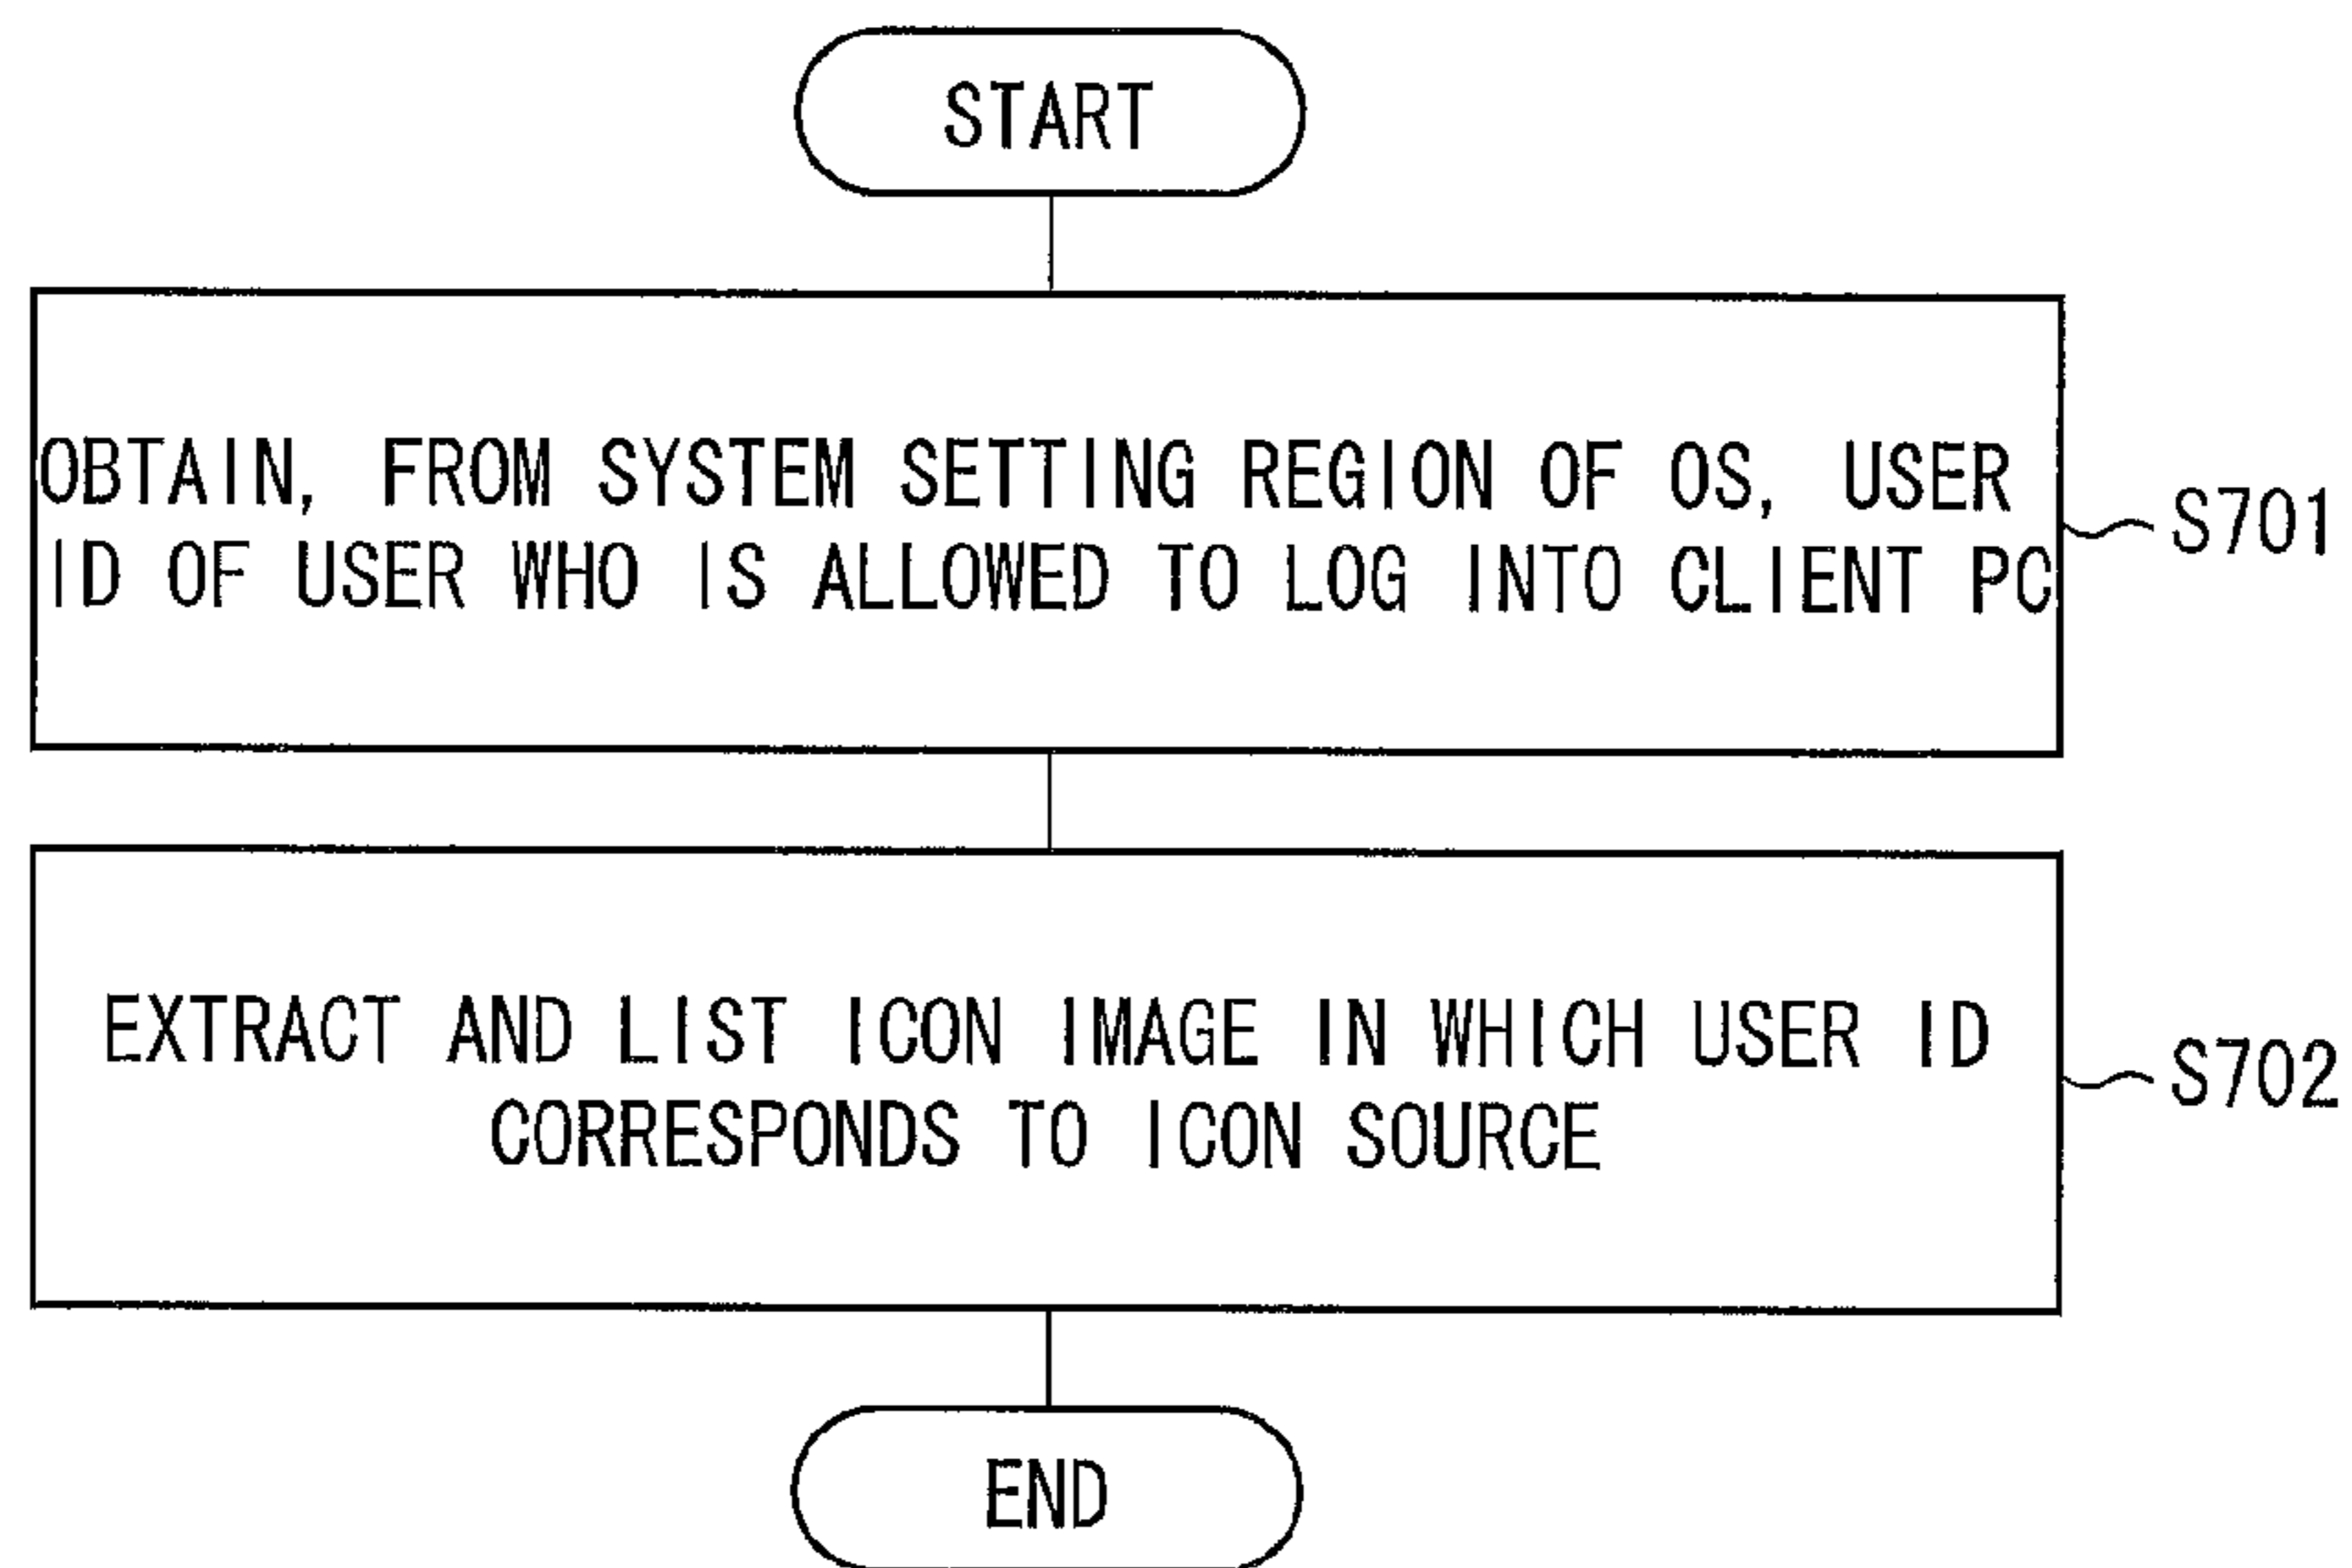 START
OBTAIN, FROM SYSTEM SETTING REGION OF OS, USER
ID OF USER WHO IS ALLOWED TO LOG INTO CLIENT PC
S701
EXTRACT AND LIST ICON IMAGE IN WHICH USER ID
CORRESPONDS TO ICON SOURCE
S702
END